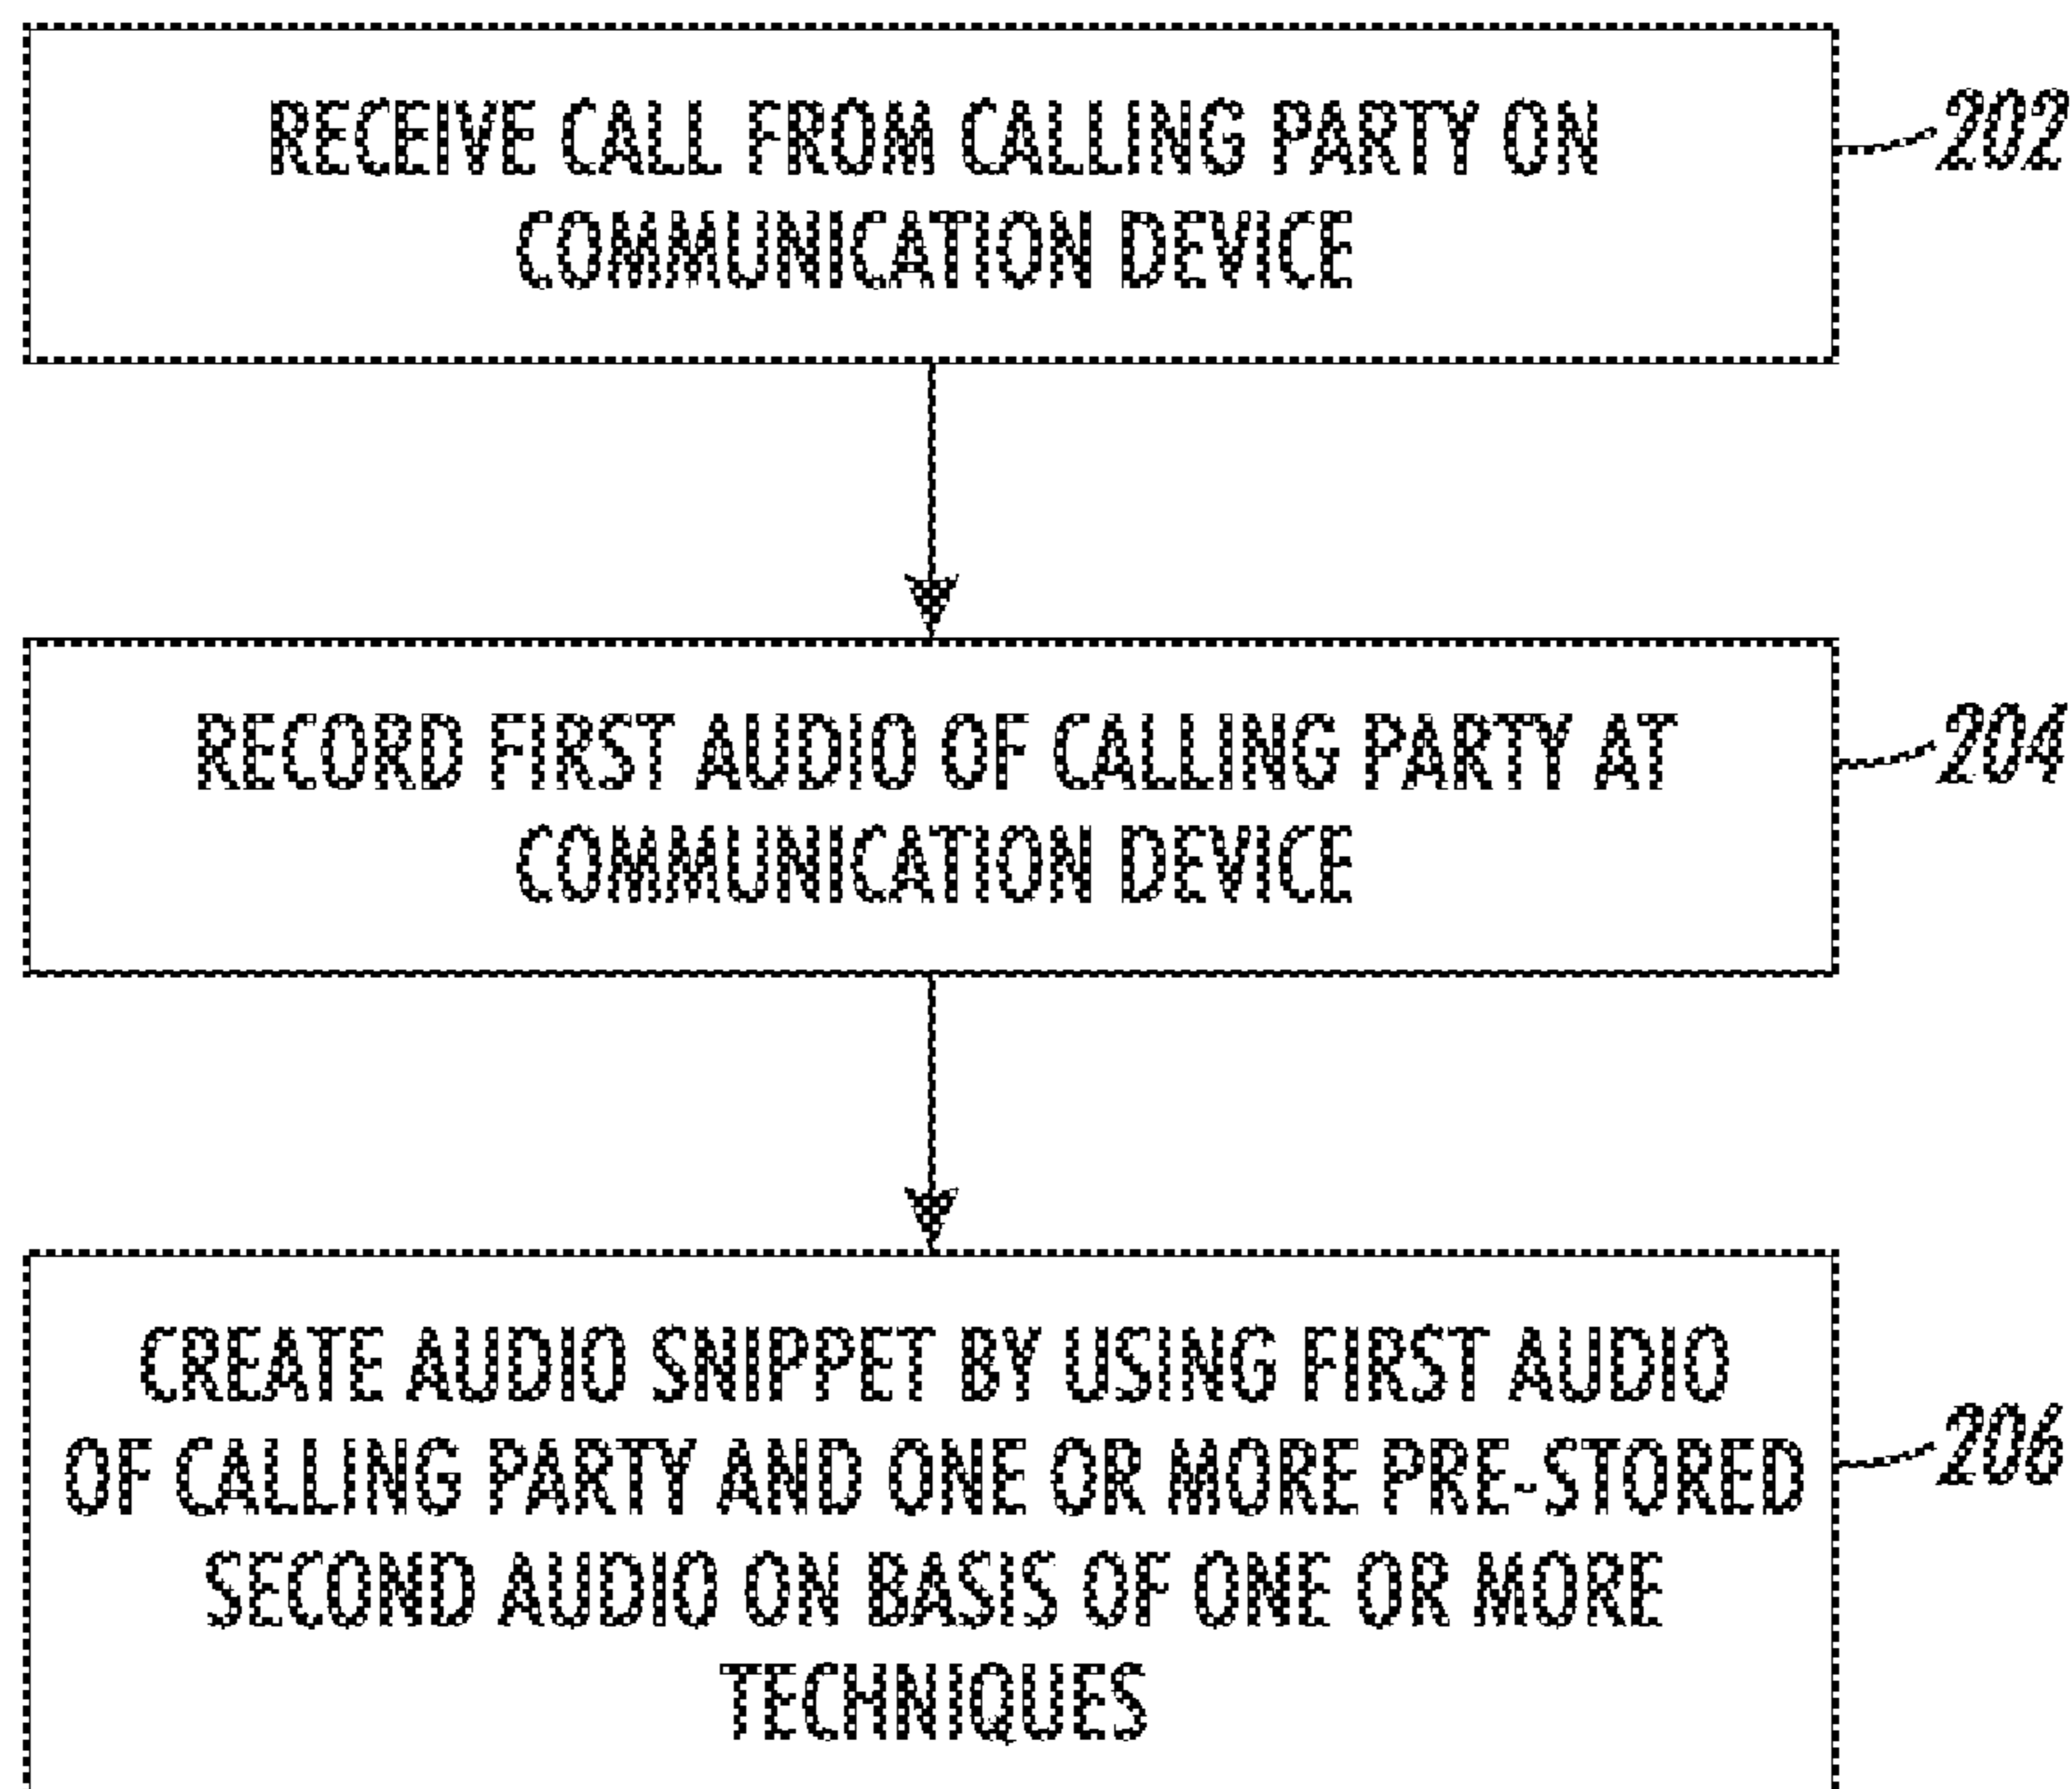 RECEIVE CALL FROM CALLING PARTY ON
COMMUNICATION DEVICE
202
RECORD FIRST AUDIO OF CALLING PARTY AT
COMMUNICATION DEVICE
204
CREATE AUDIO SNIPPET BY USING FIRST AUDIO
OF CALLING PARTY AND ONE OR MORE PRE-STORED
SECOND AUDIO ON BASIS OF ONE OR MORE
TECHNIQUES
206